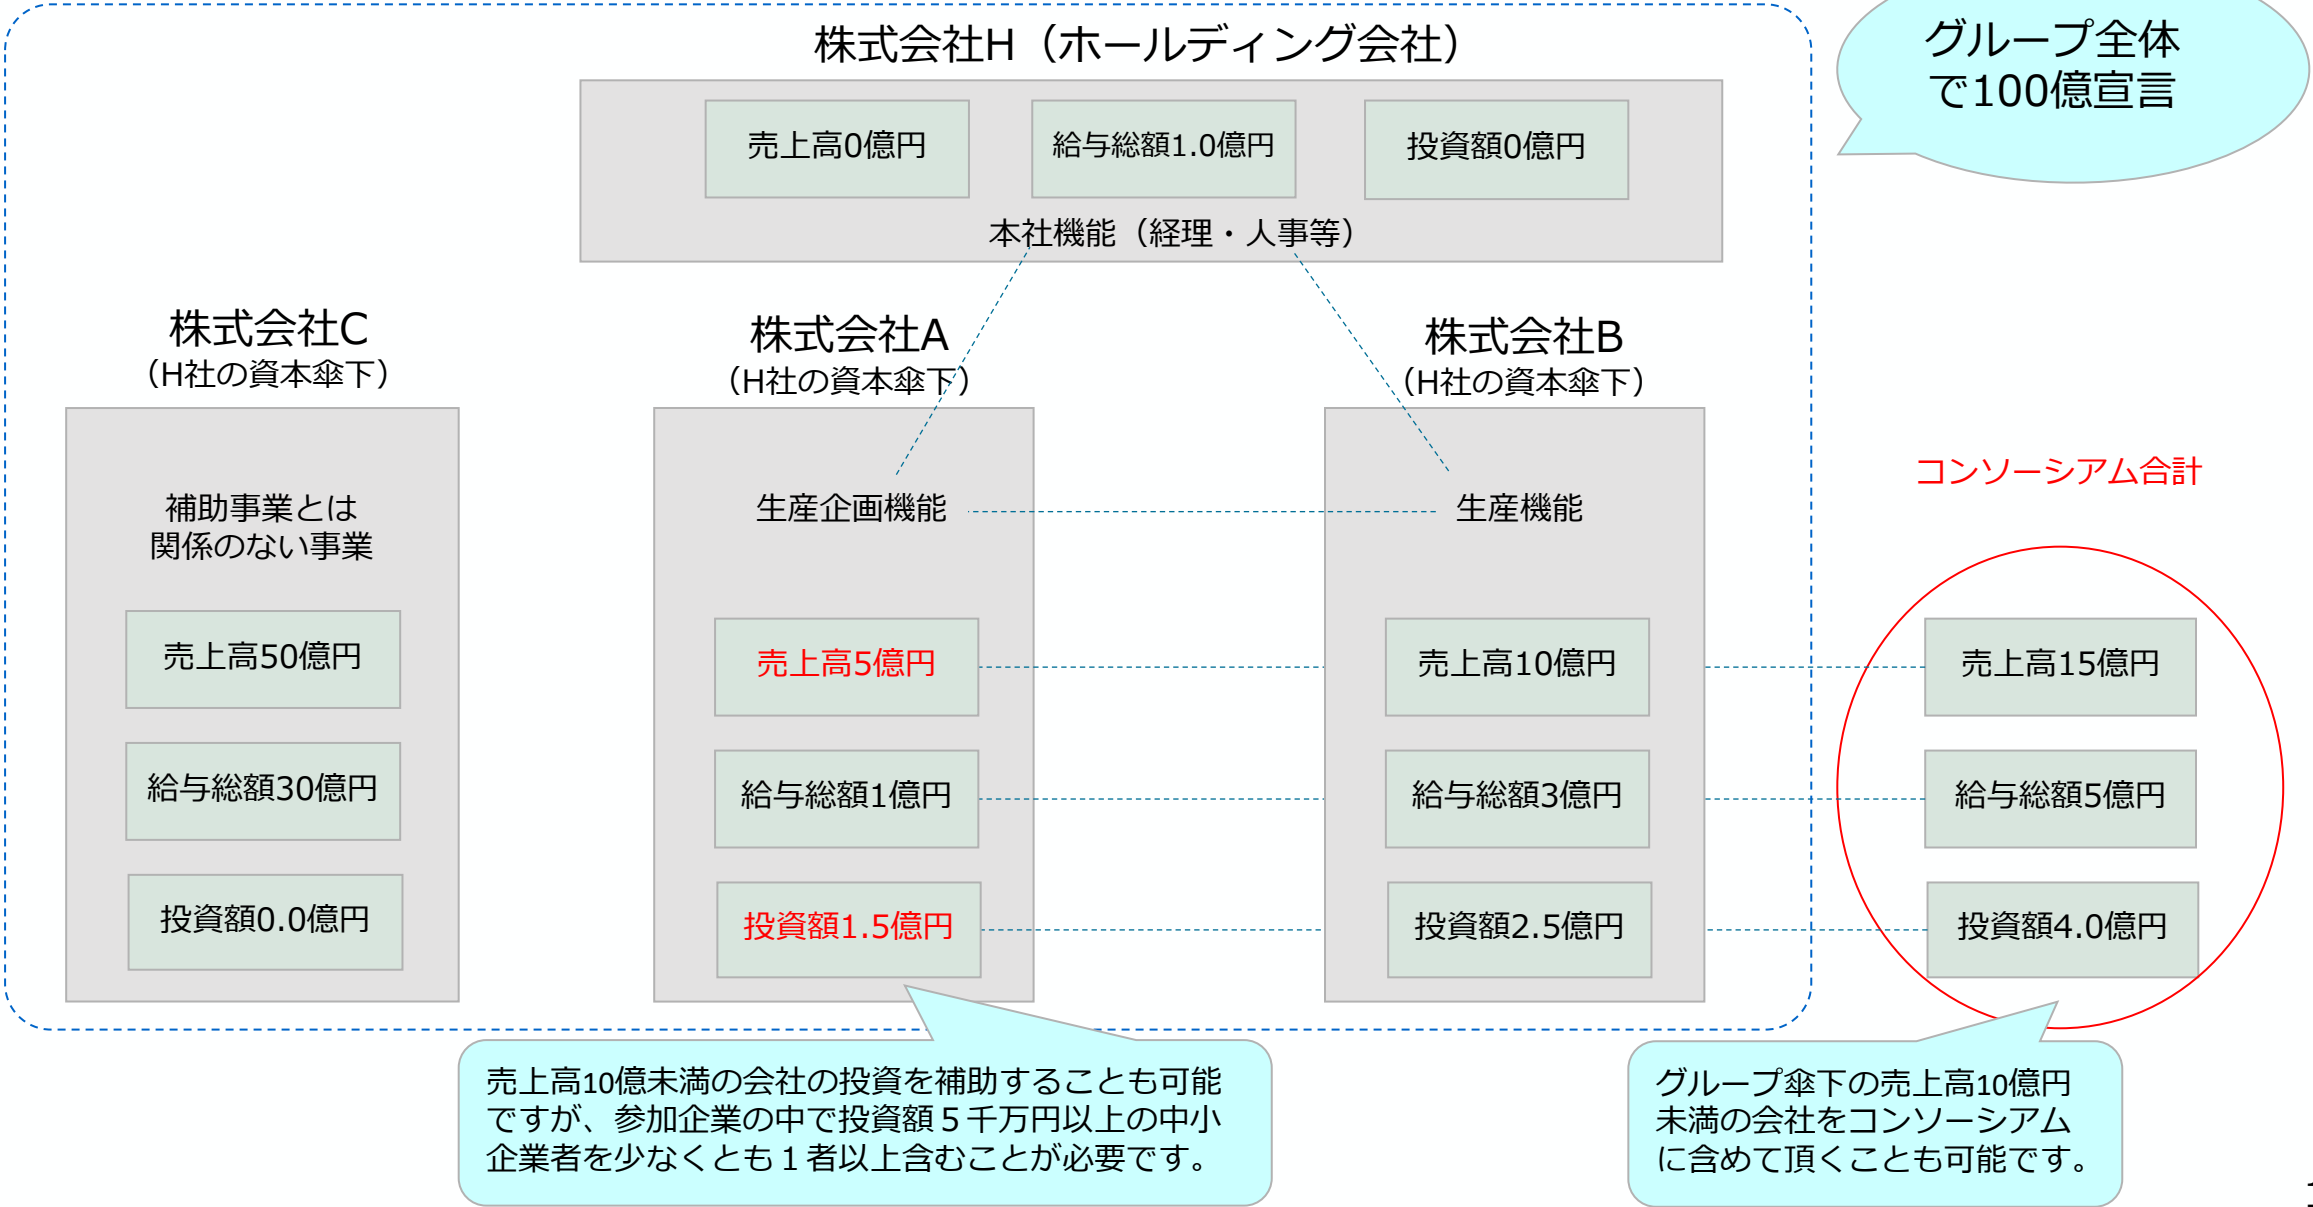 株式会社H（ホールディング会社）
グループ全体
で100億宣言
売上高0億円
給与総額1.0億円
投資額0億円
本社機能（経理・人事等）
株式会社C
（H社の資本傘下）
補助事業とは
関係のない事業
売上高50億円
給与総額30億円
投資額0.0億円
株式会社A
（H社の資本傘下）
生産企画機能
売上高5億円
給与総額1億円
投資額1.5億円
株式会社B
（H社の資本傘下）
生産機能
売上高10億円
給与総額3億円
投資額2.5億円
コンソーシアム合計
売上高15億円
給与総額5億円
投資額4.0億円
売上高10億未満の会社の投資を補助することも可能
ですが、参加企業の中で投資額５千万円以上の中小
企業者を少なくとも１者以上含むことが必要です。
グループ傘下の売上高10億円
未満の会社をコンソーシアム
に含めて頂くことも可能です。